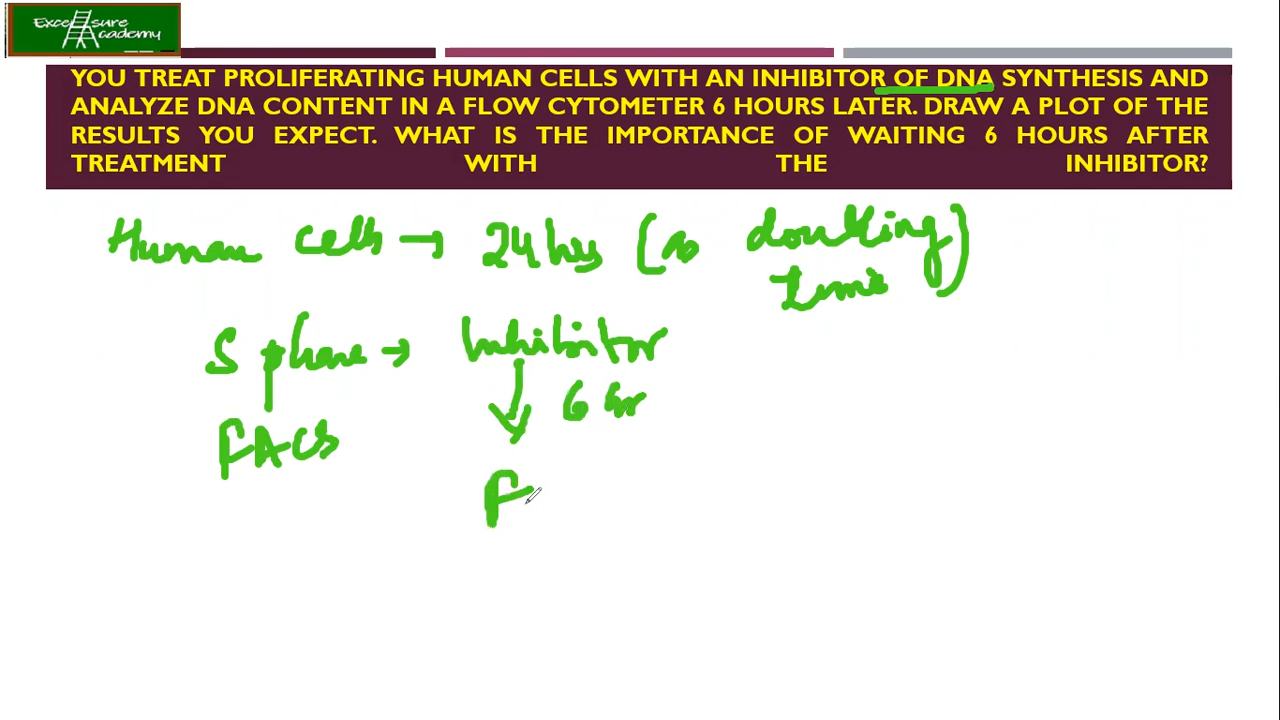 Excelsure
Academy
YOU TREAT PROLIFERATING HUMAN CELLS WITH AN INHIBITOR OF DNA SYNTHESIS AND
ANALYZE DNA CONTENT IN A FLOW CYTOMETER 6 HOURS LATER. DRAW A PLOT OF THE
RESULTS YOU EXPECT. WHAT IS THE IMPORTANCE OF WAITING 6 HOURS AFTER
TREATMENT WITH THE INHIBITOR?
Human cells → 24 hrs (as doubling
time)
S phase → Inhibitor
6 hr
FACS
F